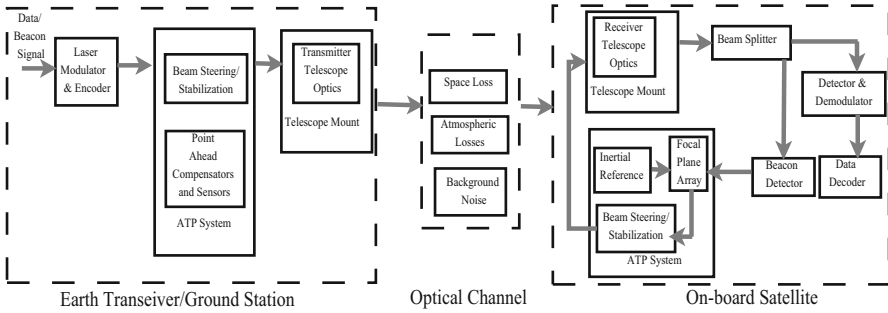 Data/
Beacon
Signal
Laser
Modulator
& Encoder
Beam Steering/
Stabilization
Point
Ahead
Compensators
and Sensors
ATP System
Transmitter
Telescope
Optics
Telescope Mount
Earth Transeiver/Ground Station
Space Loss
Atmospheric
Losses
Background
Noise
Optical Channel
Receiver
Telescope
Optics
Telescope Mount
Beam Splitter
Detector &
Demodulator
Inertial
Reference
Focal
Plane
Array
Beacon
Detector
Data
Decoder
Beam Steering/
Stabilization
ATP System
On-board Satellite